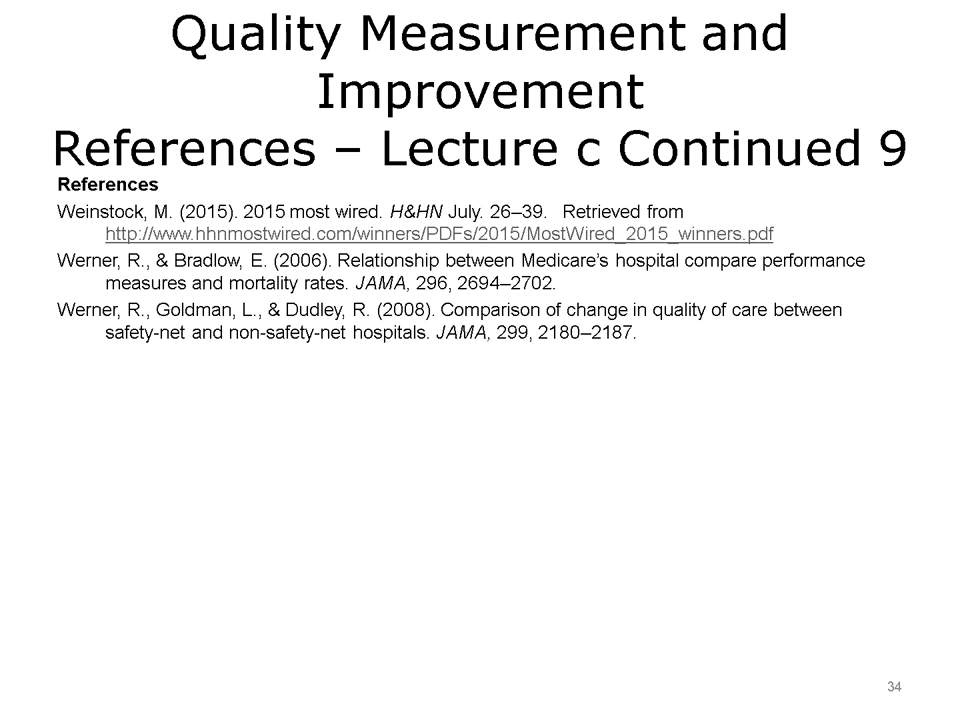 Quality Measurement and
Improvement
References – Lecture c Continued 9
References
Weinstock, M. (2015). 2015 most wired. H&HN July. 26–39. Retrieved from
http://www.hhnmostwired.com/winners/PDFs/2015/MostWired_2015_winners.pdf
Werner, R., & Bradlow, E. (2006). Relationship between Medicare’s hospital compare performance
measures and mortality rates. JAMA, 296, 2694–2702.
Werner, R., Goldman, L., & Dudley, R. (2008). Comparison of change in quality of care between
safety-net and non-safety-net hospitals. JAMA, 299, 2180–2187.
34